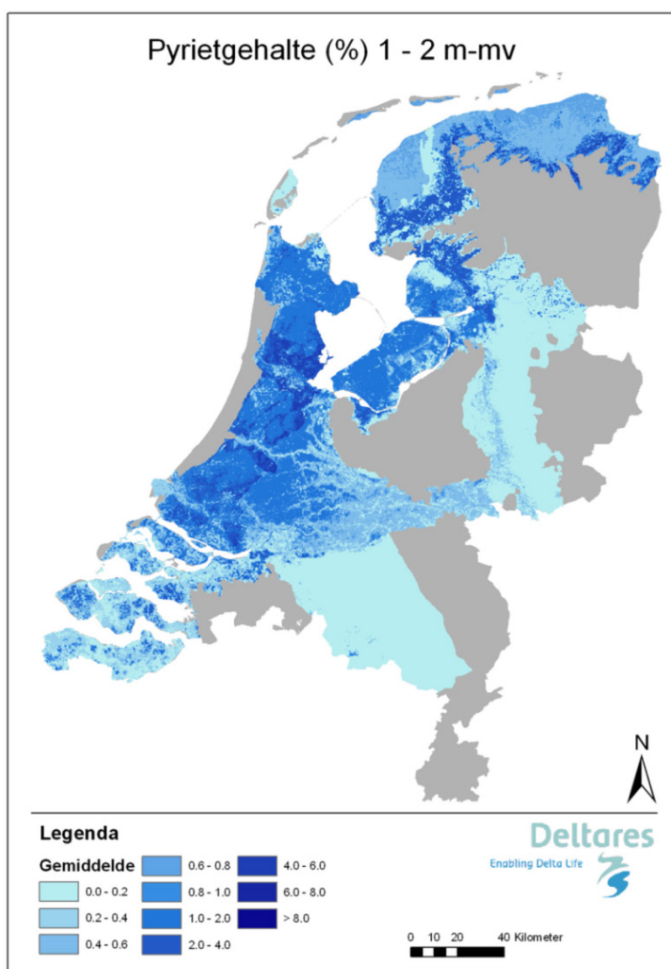 Pyrietgehalte (%) 1 - 2 m-mv
N
Legenda
Gemiddelde
0.0 - 0.2
0.2 - 0.4
0.4 - 0.6
0.6 - 0.8
0.8 - 1.0
1.0 - 2.0
2.0 - 4.0
4.0 - 6.0
6.0 - 8.0
> 8.0
Deltares
Enabling Delta Life
0 10 20 40 Kilometer